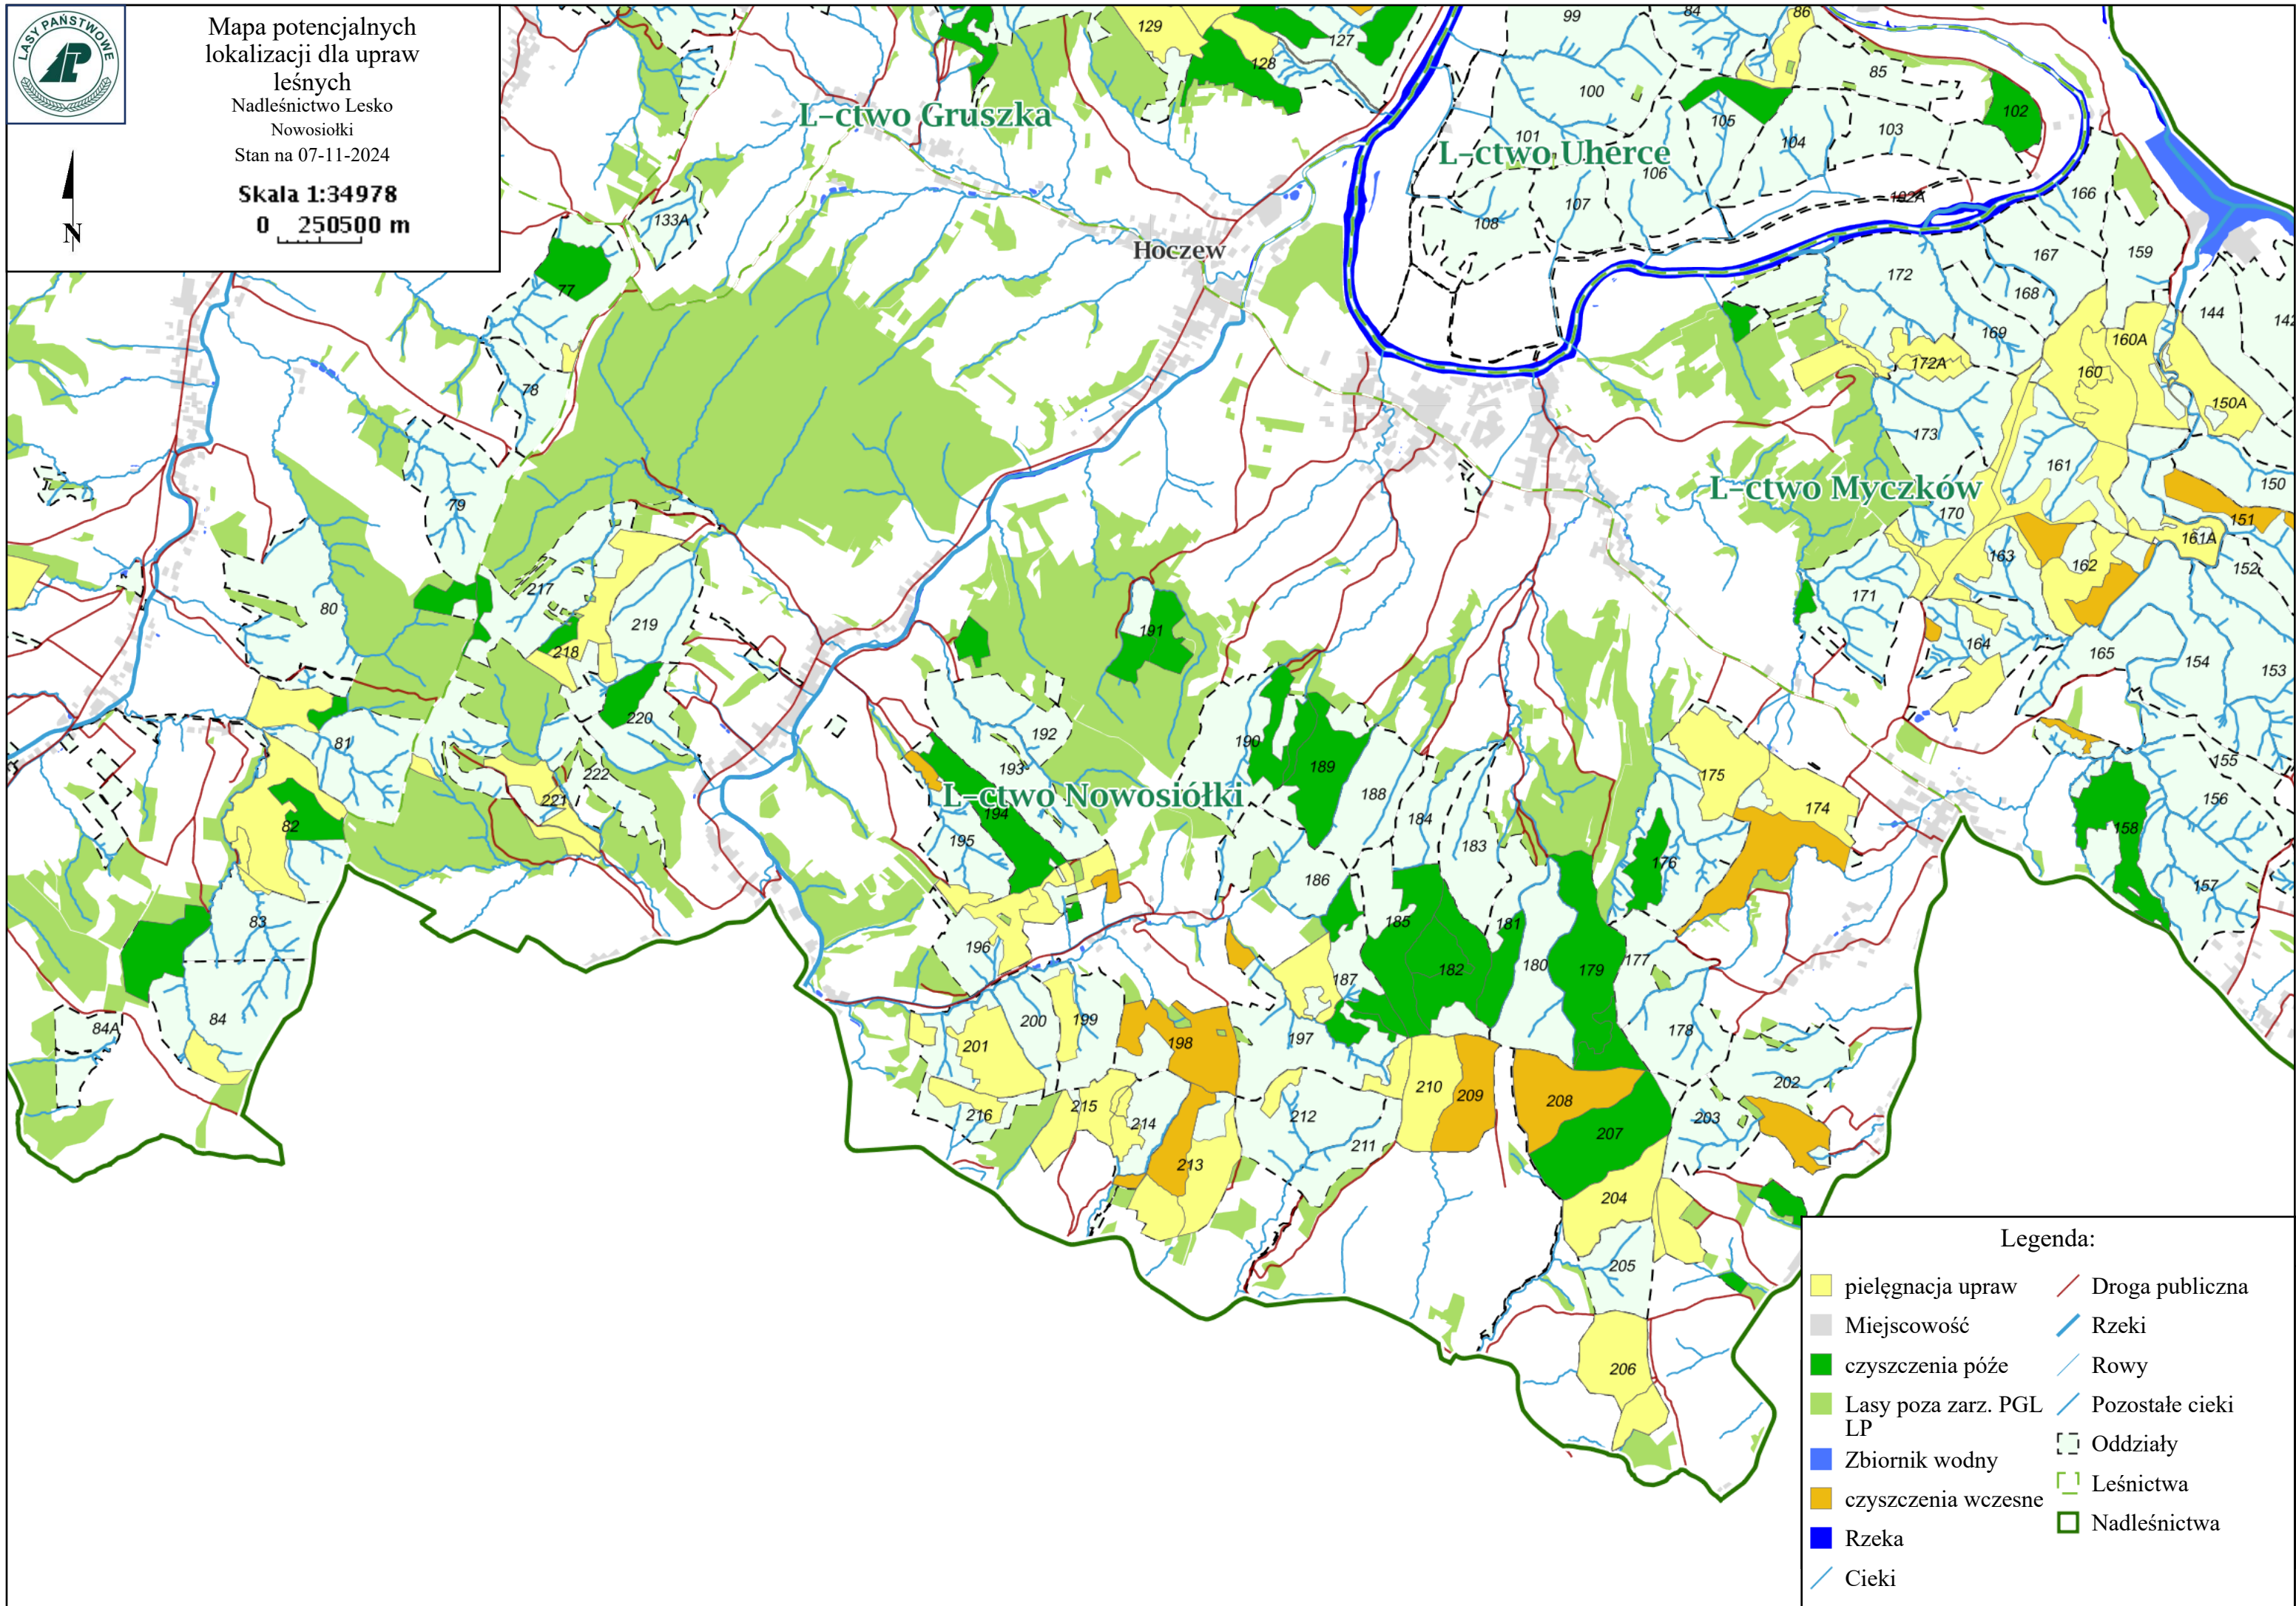 LASY PAŃSTWOWE
Mapa potencjalnych
lokalizacji dla upraw
leśnych
Nadleśnictwo Lesko
Nowosiołki
Stan na 07-11-2024
Skala 1:34978
0 250500 m
N
L-ctwo Gruszka
L-ctwo Uherce
Hoczew
L-ctwo Myczków
L-ctwo Nowosiółki
129
128
127
99
84
86
85
100
101
105
104
103
102
106
107
108
102A
133A
77
78
79
80
81
82
83
84
84A
166
167
159
168
172
169
144
142
160A
160
172A
150A
173
161
150
170
151
161A
163
162
152
171
164
165
154
153
217
219
218
220
222
221
191
192
193
194
195
190
189
188
184
183
186
185
182
181
180
179
177
176
175
174
178
155
156
158
157
196
187
200
199
201
198
197
216
215
214
213
212
211
210
209
208
207
202
203
204
205
206
Legenda:
pielęgnacja upraw
Miejscowość
czyszczenia póże
Lasy poza zarz. PGL
LP
Zbiornik wodny
czyszczenia wczesne
Rzeka
Cieki
Droga publiczna
Rzeki
Rowy
Pozostałe cieki
Oddziały
Leśnictwa
Nadleśnictwa